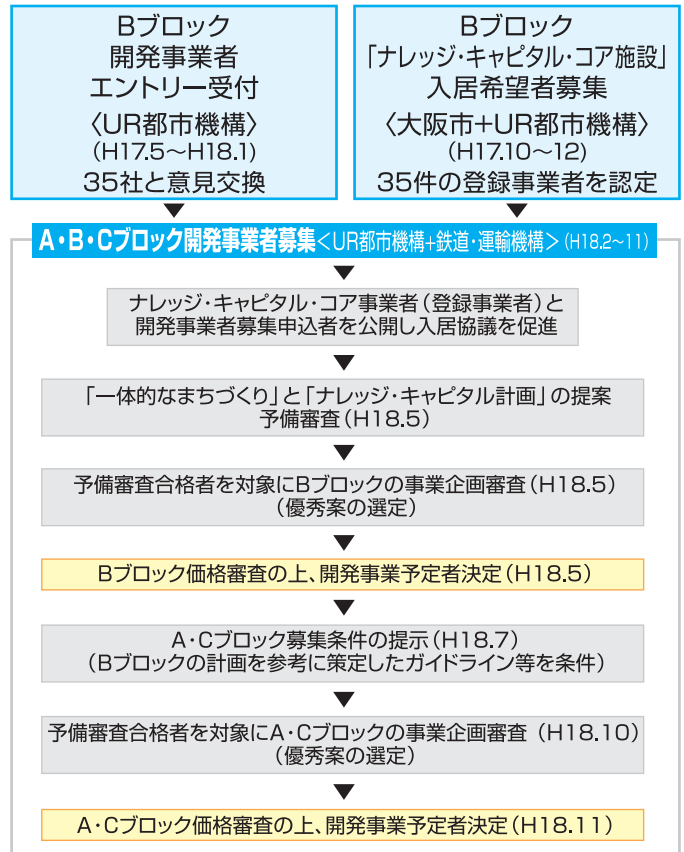 Bブロック
開発事業者
エントリー受付
〈UR都市機構〉
(H17.5～H18.1)
35社と意見交換
Bブロック
「ナレッジ・キャピタル・コア施設」
入居希望者募集
〈大阪市+UR都市機構〉
(H17.10～12)
35件の登録事業者を認定
A・B・Cブロック開発事業者募集<UR都市機構+鉄道・運輸機構>(H18.2～11)
ナレッジ・キャピタル・コア事業者(登録事業者)と
開発事業者募集申込者を公開し入居協議を促進
「一体的なまちづくり」と「ナレッジ・キャピタル計画」の提案
予備審査(H18.5)
予備審査合格者を対象にBブロックの事業企画審査(H18.5)
(優秀案の選定)
Bブロック価格審査の上、開発事業予定者決定(H18.5)
A・Cブロック募集条件の提示(H18.7)
(Bブロックの計画を参考に策定したガイドライン等を条件)
予備審査合格者を対象にA・Cブロックの事業企画審査(H18.10)
(優秀案の選定)
A・Cブロック価格審査の上、開発事業予定者決定(H18.11)